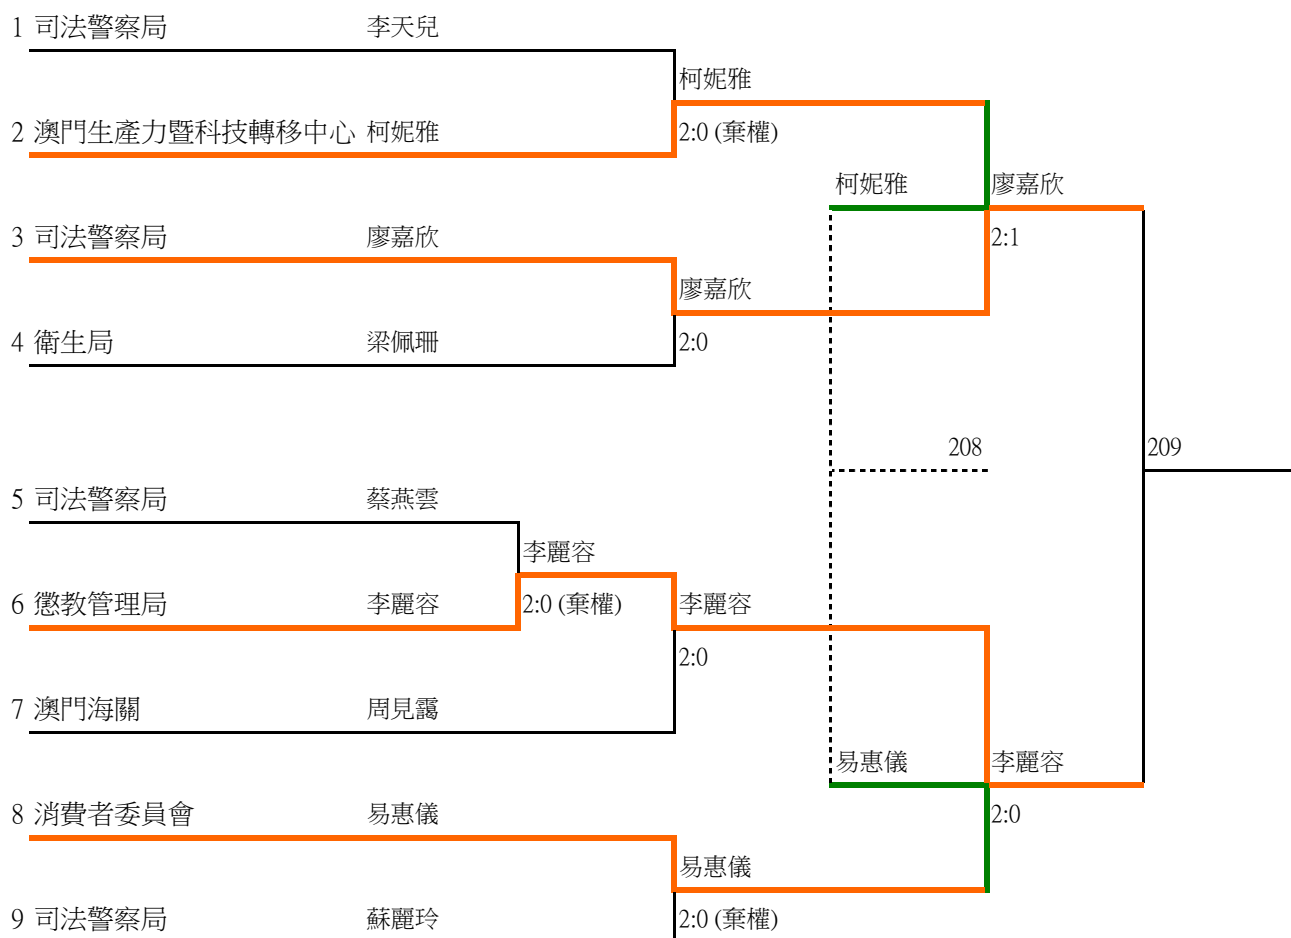 1 司法警察局 李天兒
柯妮雅
2 澳門生產力暨科技轉移中心 柯妮雅 2:0 (棄權)
柯妮雅 廖嘉欣
3 司法警察局 廖嘉欣 2:1
廖嘉欣
4 衛生局 梁佩珊 2:0
208 209
5 司法警察局 蔡燕雲
李麗容
6 懲教管理局 李麗容 2:0 (棄權) 李麗容
2:0
7 澳門海關 周見靄
易惠儀 李麗容
8 消費者委員會 易惠儀 2:0
易惠儀
9 司法警察局 蘇麗玲 2:0 (棄權)